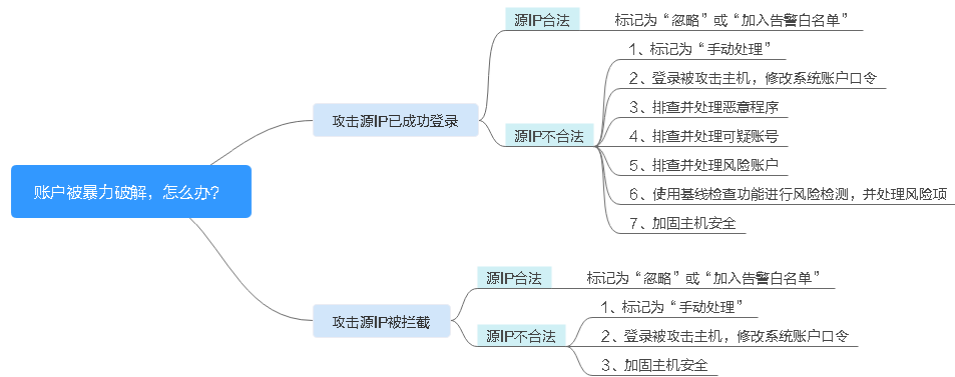 账户被暴力破解，怎么办？
攻击源IP已成功登录
源IP合法
标记为“忽略”或“加入告警白名单”
源IP不合法
1、标记为“手动处理”
2、登录被攻击主机，修改系统账户口令
3、排查并处理恶意程序
4、排查并处理可疑账号
5、排查并处理风险账户
6、使用基线检查功能进行风险检测，并处理风险项
7、加固主机安全
攻击源IP被拦截
源IP合法
标记为“忽略”或“加入告警白名单”
源IP不合法
1、标记为“手动处理”
2、登录被攻击主机，修改系统账户口令
3、加固主机安全